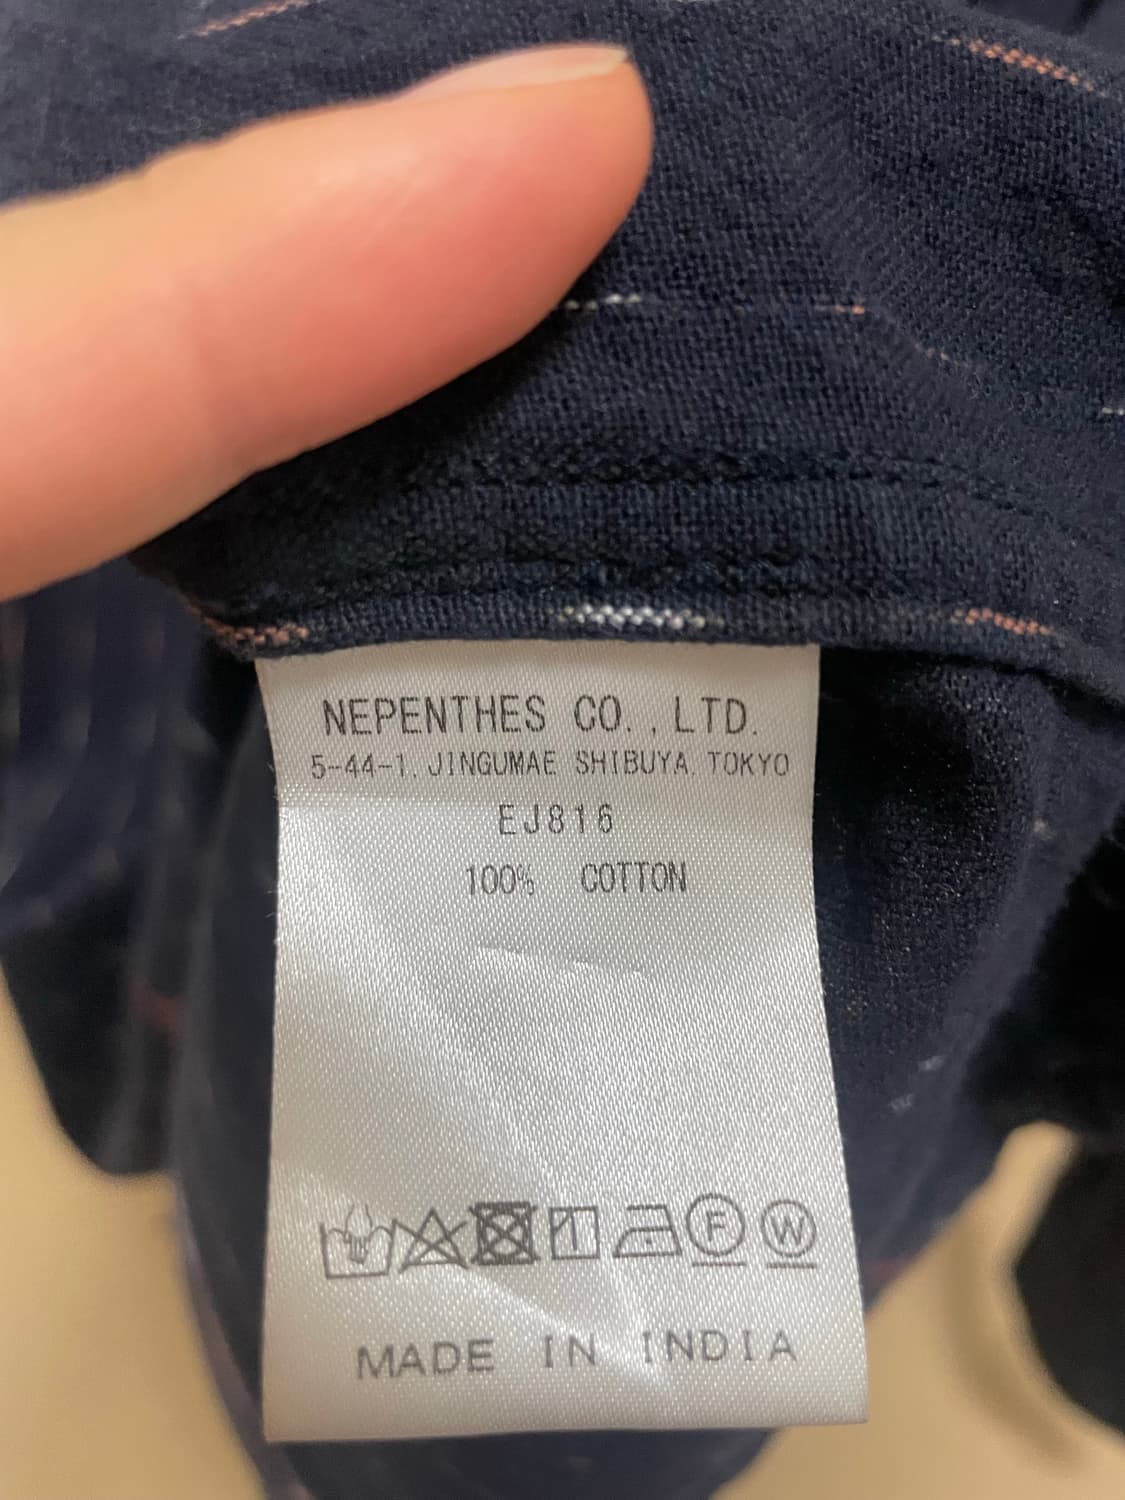 NEPENTHES CO.,LTD.
5-44-1. JINGUMAE SHIBUYA. TOKYO
EJ816
100% COTTON
F W
MADE IN INDIA